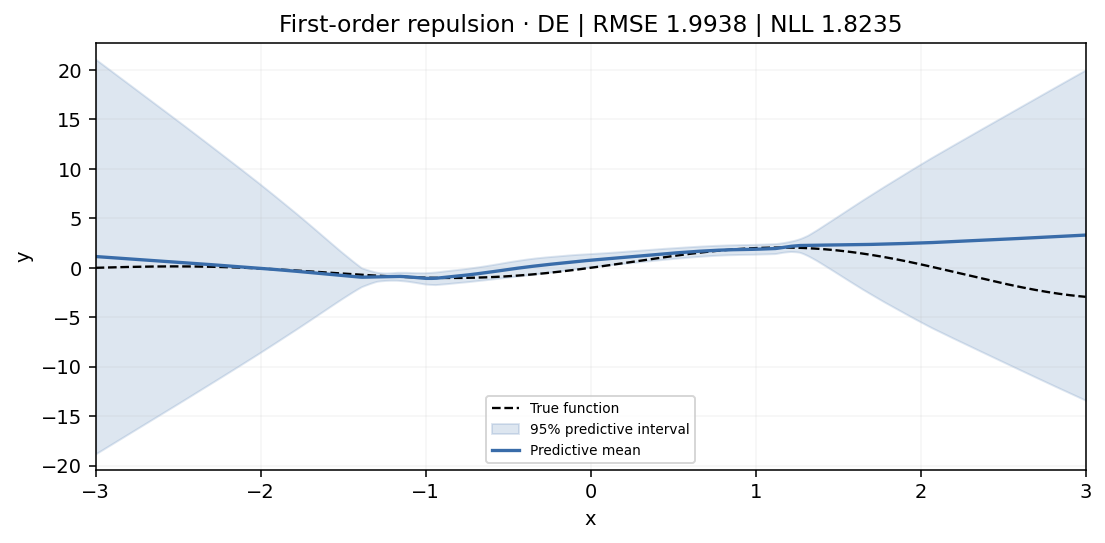 First-order repulsion · DE | RMSE 1.9938 | NLL 1.8235
20
15
10
5
0
−5
−10
−15
−20
y
True function
95% predictive interval
Predictive mean
−3 −2 −1 0 1 2 3
x